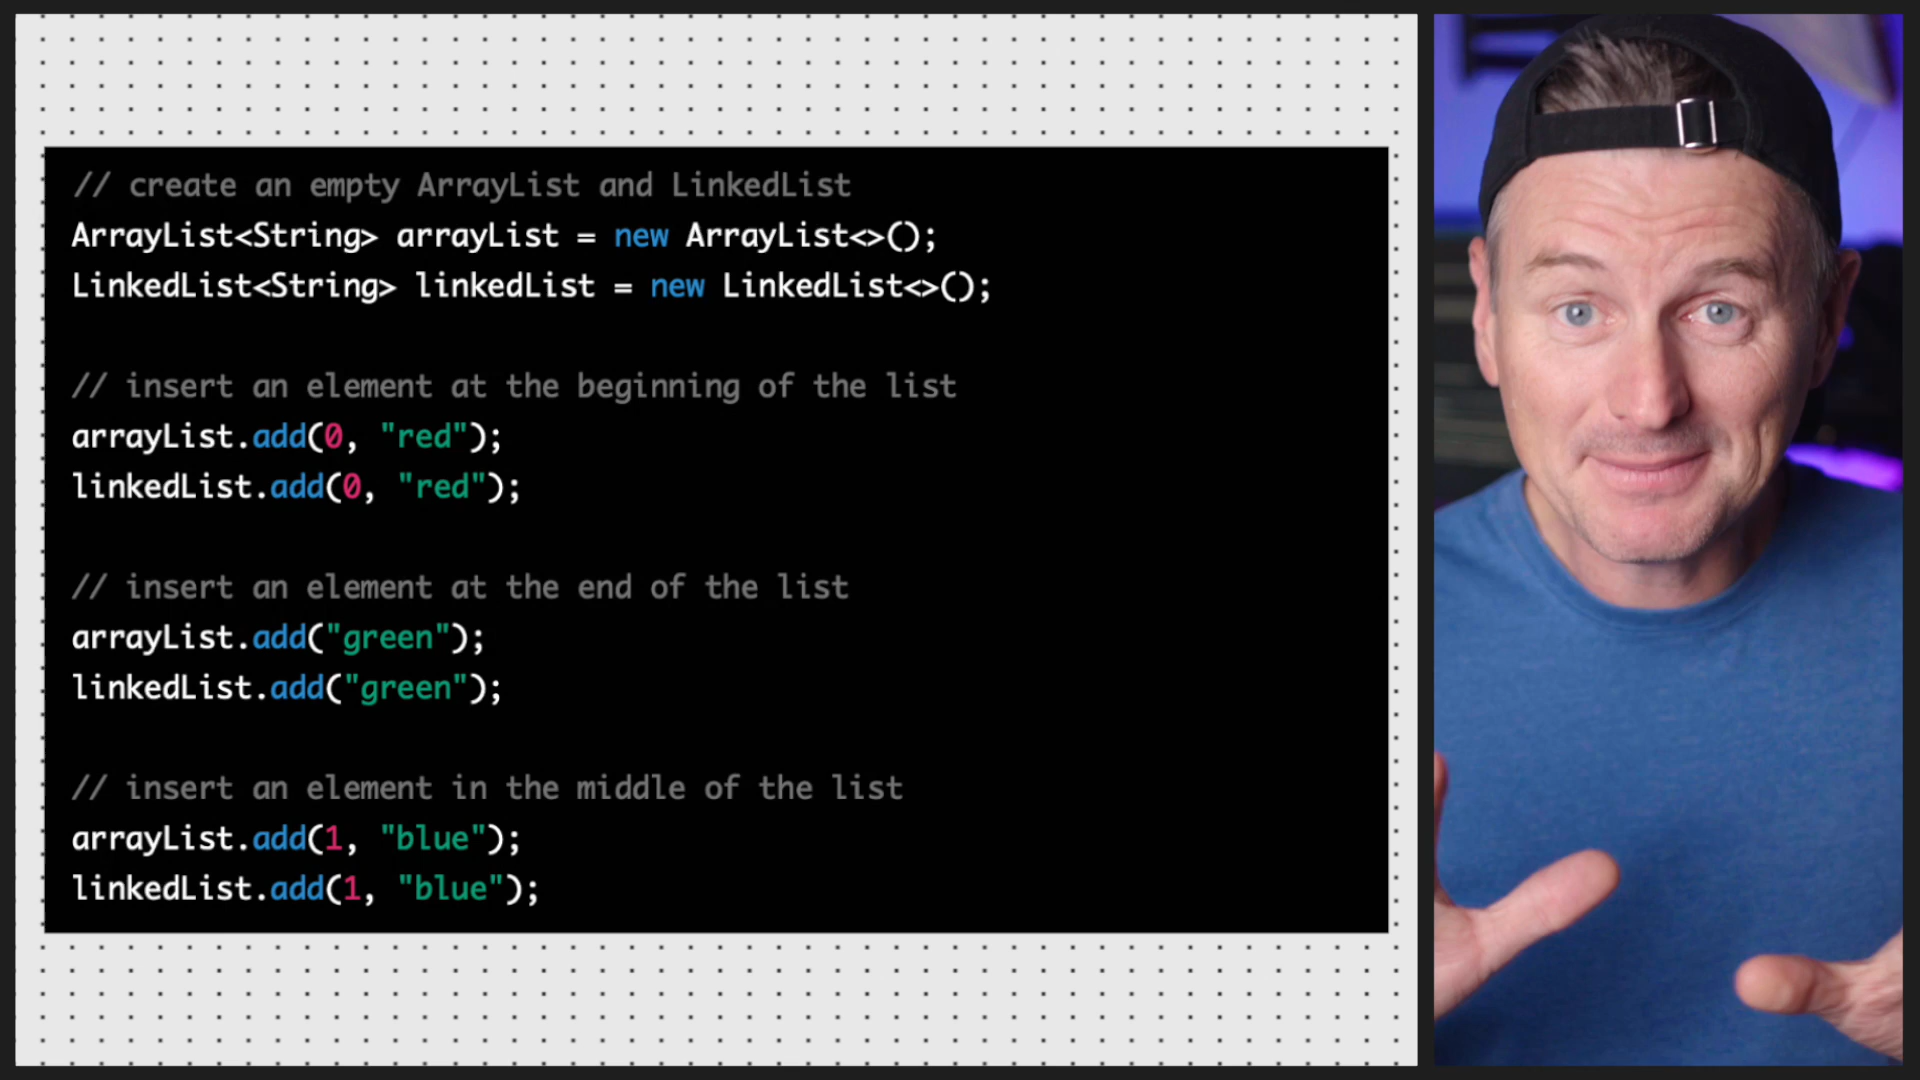 // create an empty ArrayList and LinkedList
ArrayList<String> arrayList = new ArrayList<>();
LinkedList<String> linkedList = new LinkedList<>();
// insert an element at the beginning of the list
arrayList.add(0, "red");
linkedList.add(0, "red");
// insert an element at the end of the list
arrayList.add("green");
linkedList.add("green");
// insert an element in the middle of the list
arrayList.add(1, "blue");
linkedList.add(1, "blue");